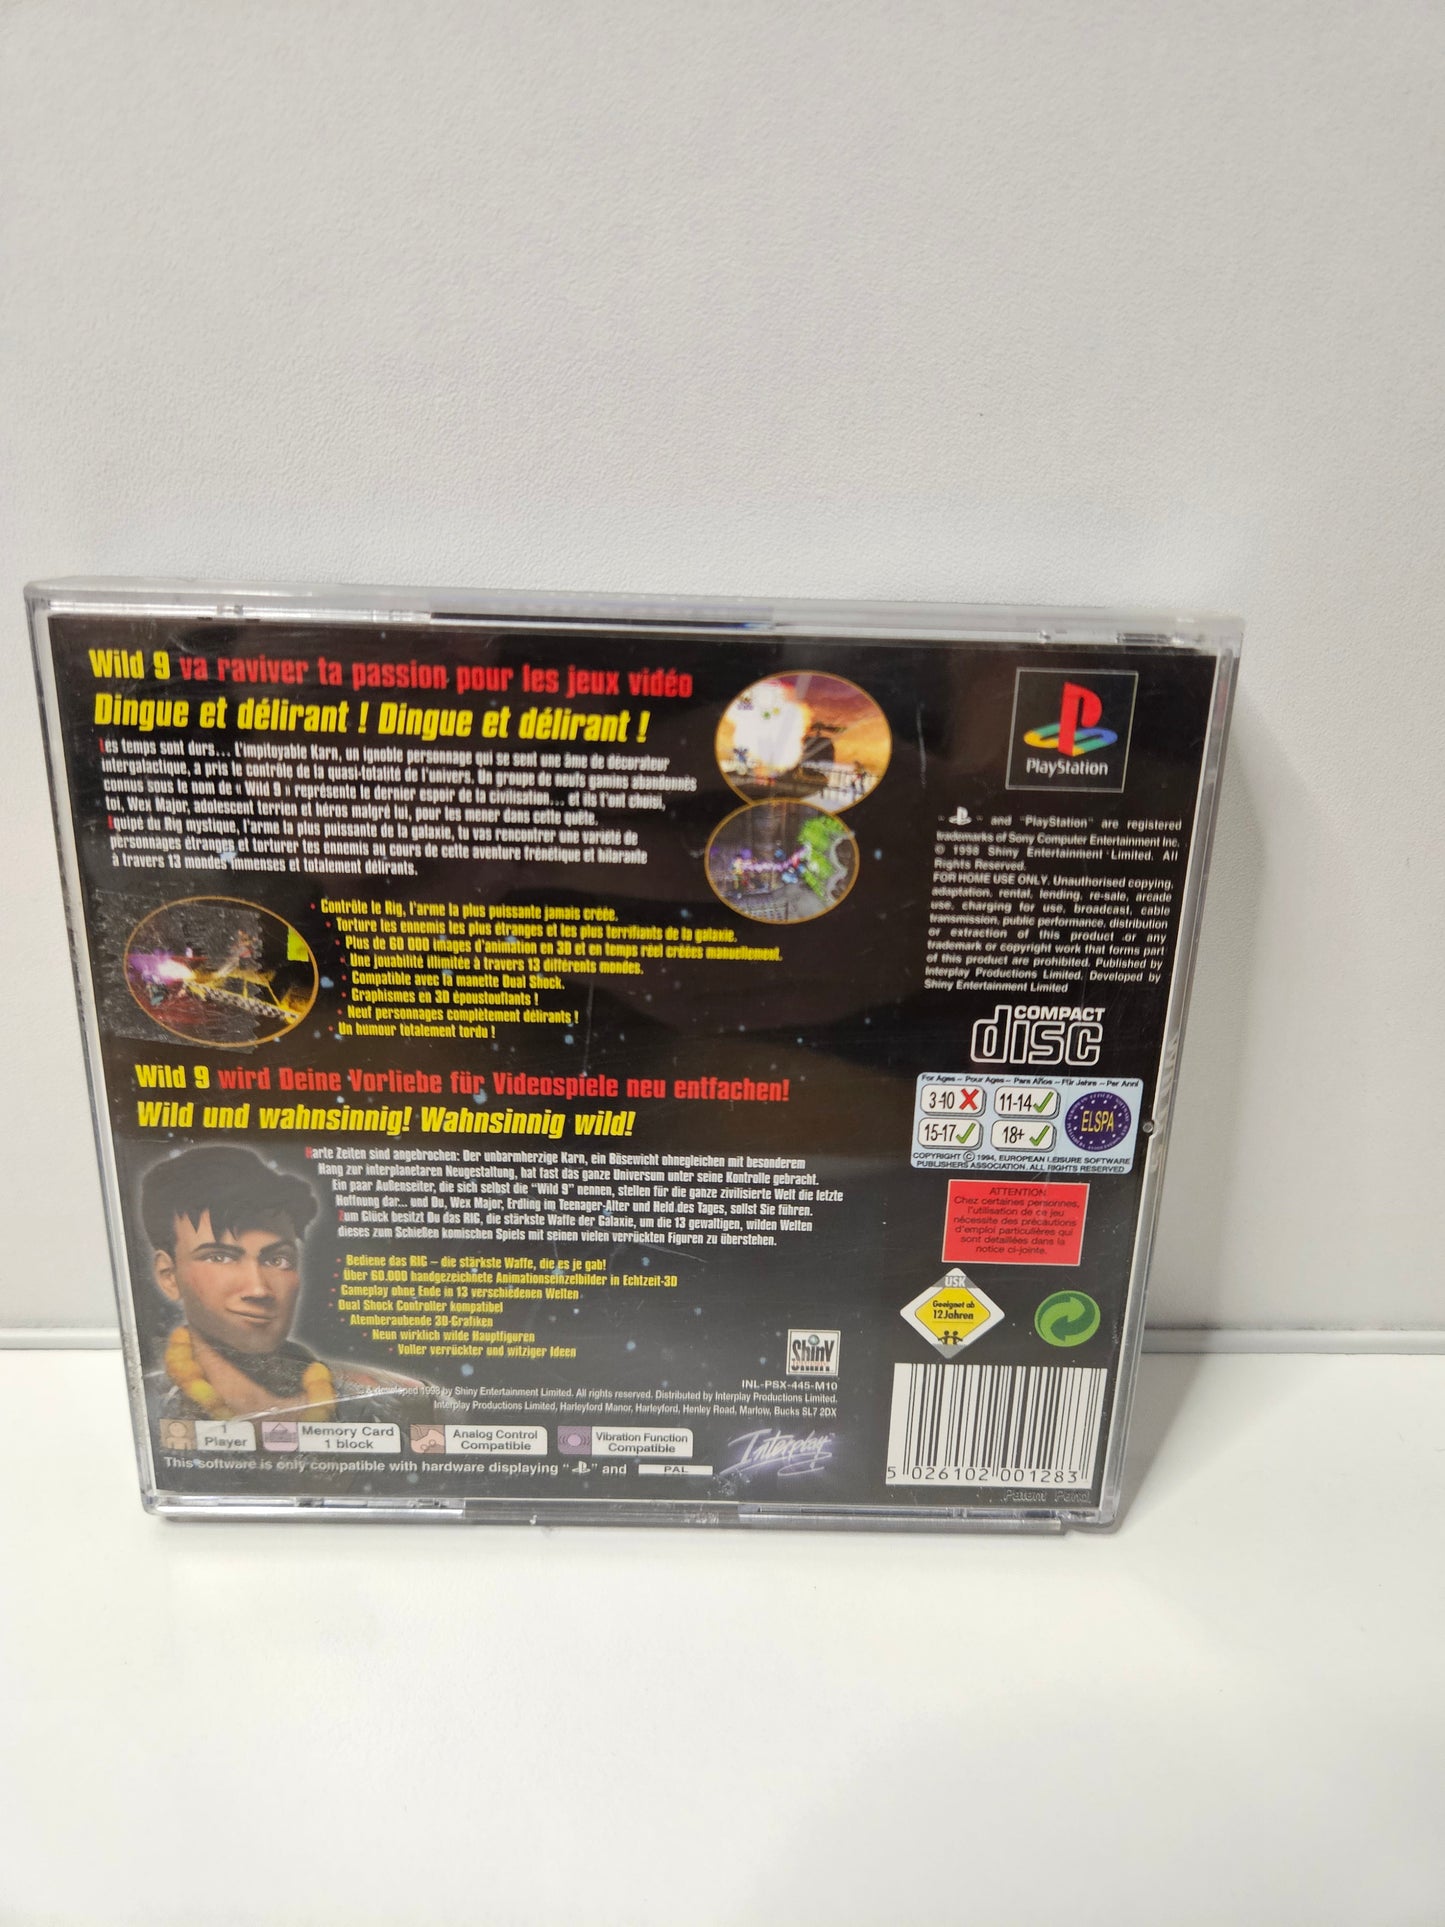 Wild 9 va raviver ta passion pour les jeux vidéo
Dingue et délirant ! Dingue et délirant !
Les temps sont durs... L'impitoyable Karn, un ignoble personnage qui se sent une âme de décorateur
intergalactique, a pris le contrôle de la quasi-totalité de l'univers. Un groupe de neufs gamins abandonnés
connus sous le nom de « Wild 9 » représente le dernier espoir de la civilisation... et ils t'ont choisi,
toi, Wex Major, adolescent terrien et héros malgré lui, pour les mener dans cette quête.
Equipé du Rig mystique, l'arme la plus puissante de la galaxie, tu vas rencontrer une variété de
personnages étranges et torturer tes ennemis au cours de cette aventure frénétique et hilarante
à travers 13 mondes immenses et totalement délirants.
• Contrôle le Rig, l'arme la plus puissante jamais créée.
• Torture les ennemis les plus étranges et les plus terrifiants de la galaxie.
• Plus de 60 000 images d'animation en 3D et en temps réel créées manuellement.
• Une jouabilité illimitée à travers 13 différents mondes.
• Compatible avec la manette Dual Shock.
• Graphismes en 3D époustouflants !
• Neuf personnages complètement délirants !
• Un humour totalement tordu !
Wild 9 wird Deine Vorliebe für Videospiele neu entfachen!
Wild und wahnsinnig! Wahnsinnig wild!
Harte Zeiten sind angebrochen: Der unbarmherzige Karn, ein Bösewicht ohnegleichen mit besonderem
Hang zur interplanetaren Neugestaltung, hat fast das ganze Universum unter seine Kontrolle gebracht.
Ein paar Außenseiter, die sich selbst die "Wild 9" nennen, stellen für die ganze zivilisierte Welt die letzte
Hoffnung dar... und Du, Wex Major, Erdling im Teenager-Alter und Held des Tages, sollst Sie führen.
Zum Glück besitzt Du das RIG, die stärkste Waffe der Galaxie, um die 13 gewaltigen, wilden Welten
dieses zum Schießen komischen Spiels mit seinen vielen verrückten Figuren zu überstehen.
• Bediene das RIG – die stärkste Waffe, die es je gab!
• Über 60.000 handgezeichnete Animationseinzelbilder in Echtzeit-3D
• Gameplay ohne Ende in 13 verschiedenen Welten
• Dual Shock Controller kompatibel
• Atemberaubende 3D-Grafiken
• Neun wirklich wilde Hauptfiguren
• Voller verrückter und witziger Ideen
Shiny
INL-PSX-445-M10
© & developed 1998 by Shiny Entertainment Limited. All rights reserved. Distributed by Interplay Productions Limited.
Interplay Productions Limited, Harleyford Manor, Harleyford, Henley Road, Marlow, Bucks SL7 2DX
1
Player
Memory Card
1 block
Analog Control
Compatible
Vibration Function
Compatible
Interplay
This software is only compatible with hardware displaying " " and PAL
PlayStation
" " and "PlayStation" are registered
trademarks of Sony Computer Entertainment Inc.
© 1998 Shiny Entertainment Limited. All
Rights Reserved.
FOR HOME USE ONLY. Unauthorised copying,
adaptation, rental, lending, re-sale, arcade
use, charging for use, broadcast, cable
transmission, public performance, distribution
or extraction of this product or any
trademark or copyright work that forms part
of this product are prohibited. Published by
Interplay Productions Limited. Developed by
Shiny Entertainment Limited
COMPACT
disc
For Ages – Pour Ages – Para Años – Für Jahre – Per Anni
3-10 11-14
15-17 18+
ELSPA
COPYRIGHT © 1994, EUROPEAN LEISURE SOFTWARE
PUBLISHERS ASSOCIATION. ALL RIGHTS RESERVED
ATTENTION
Chez certaines personnes,
l'utilisation de ce jeu
nécessite des précautions
d'emploi particulières qui
sont détaillées dans la
notice ci-jointe.
USK
Geeignet ab
12 Jahren
5 026102 001283
Patent Pend